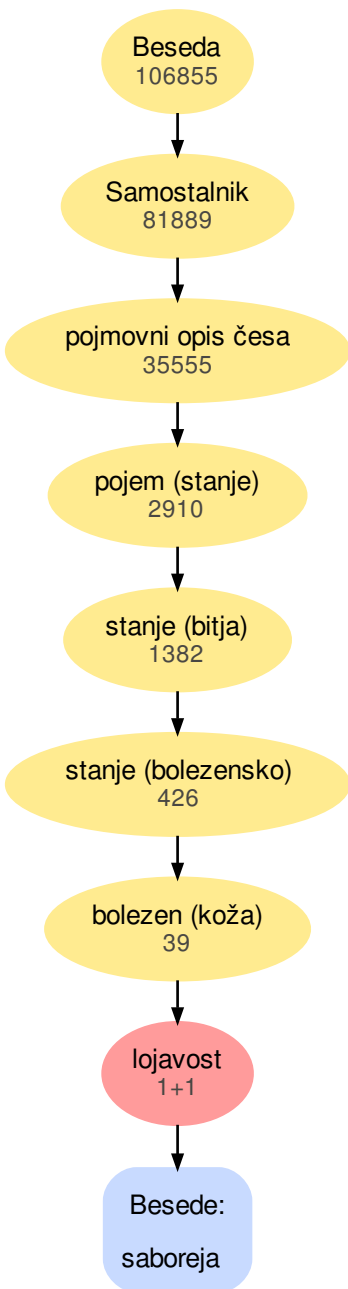 Beseda
106855
Samostalnik
81889
pojmovni opis česa
35555
pojem (stanje)
2910
stanje (bitja)
1382
stanje (bolezensko)
426
bolezen (koža)
39
lojavost
1+1
Besede:
saboreja